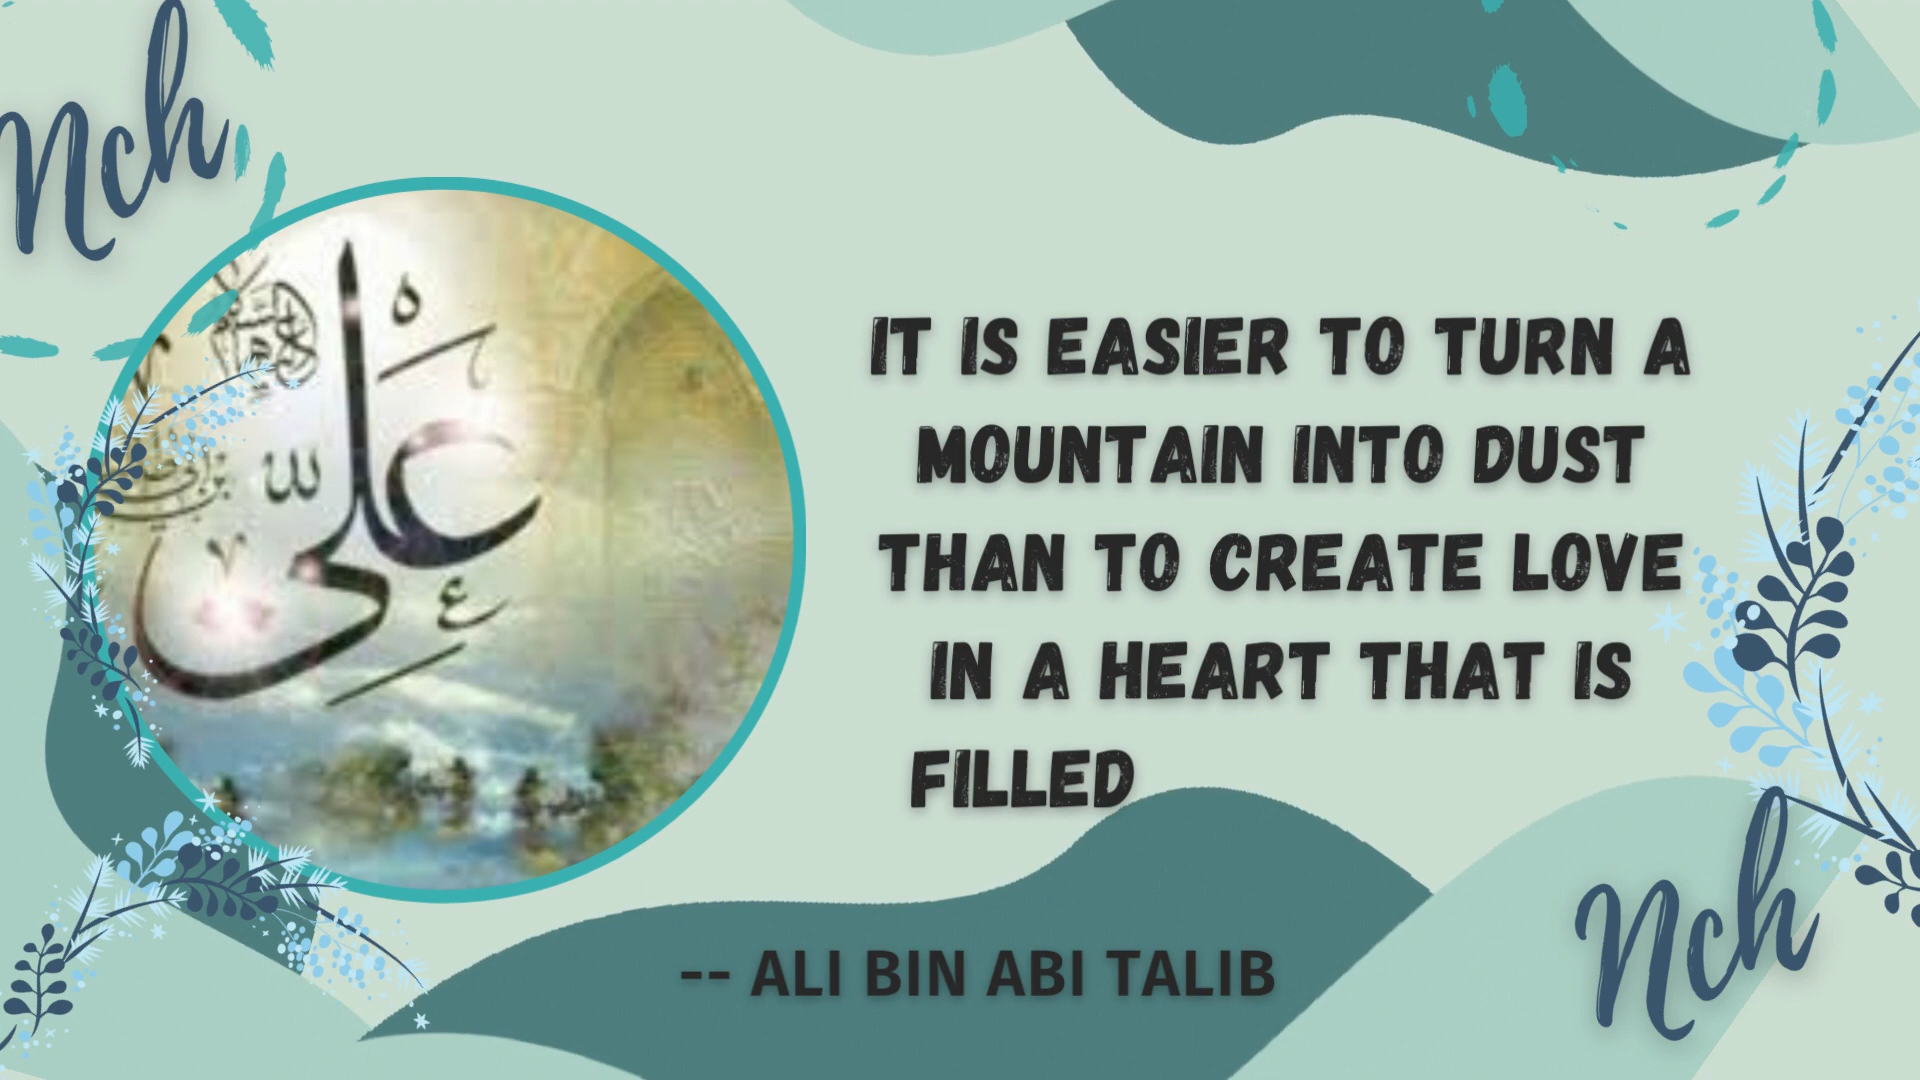 Nch
علي
IT IS EASIER TO TURN A
MOUNTAIN INTO DUST
THAN TO CREATE LOVE
IN A HEART THAT IS
FILLED
-- ALI BIN ABI TALIB
Nch